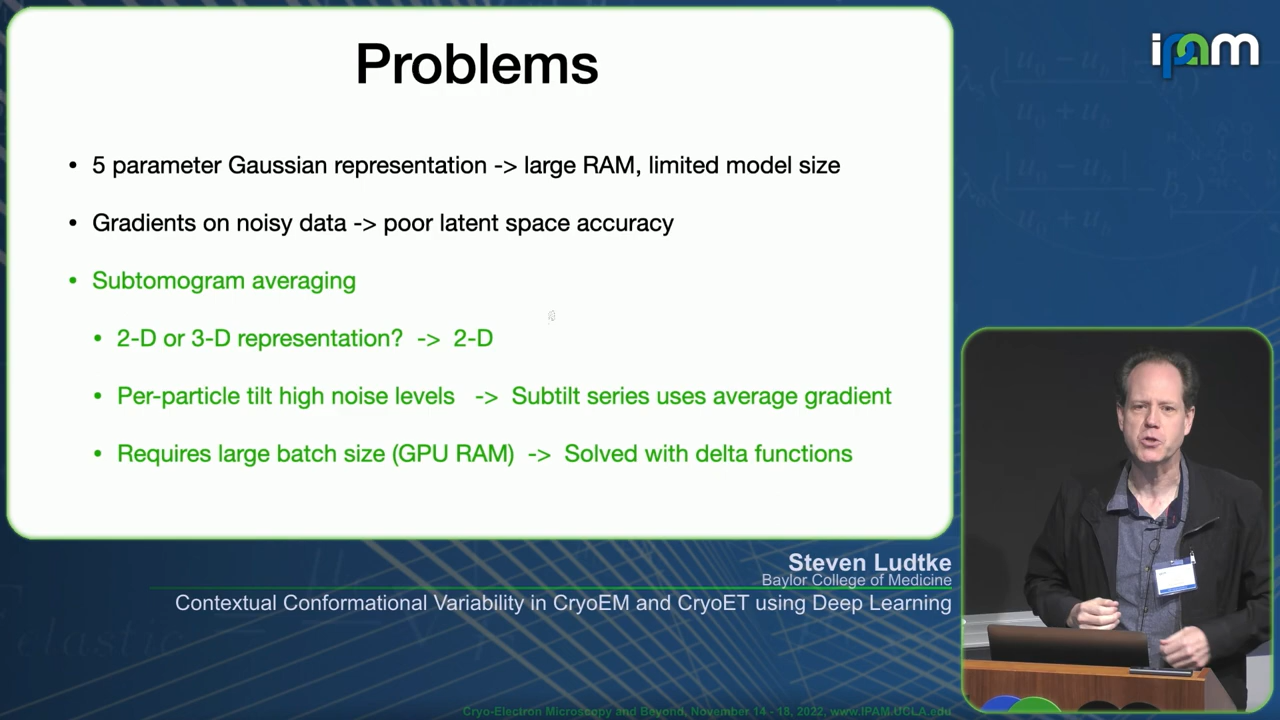 Problems
ipam
• 5 parameter Gaussian representation -> large RAM, limited model size
• Gradients on noisy data -> poor latent space accuracy
• Subtomogram averaging
• 2-D or 3-D representation? -> 2-D
• Per-particle tilt high noise levels -> Subtilt series uses average gradient
• Requires large batch size (GPU RAM) -> Solved with delta functions
Steven Ludtke
Baylor College of Medicine
Contextual Conformational Variability in CryoEM and CryoET using Deep Learning
elastic
Cryo-Electron Microscopy and Beyond, November 14 - 18, 2022, www.IPAM.UCLA.edu